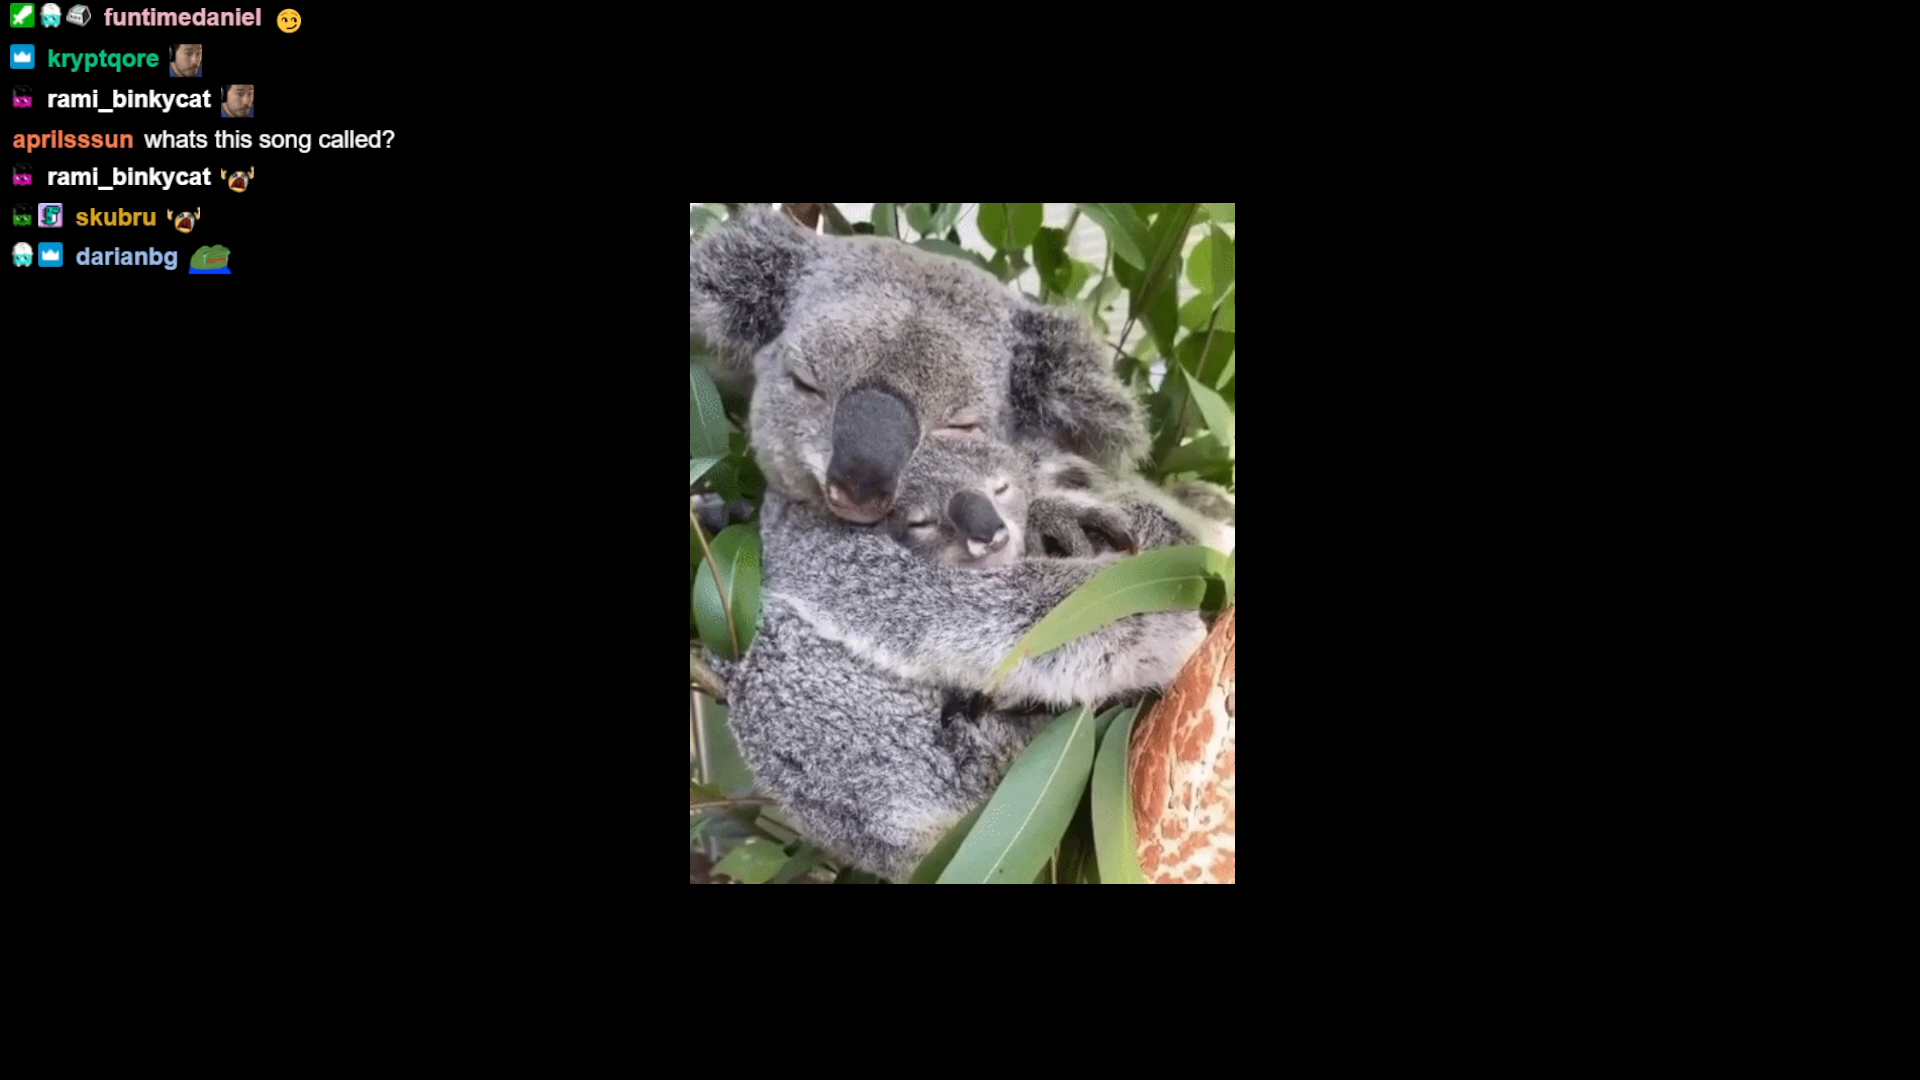 funtimedaniel
kryptqore
rami_binkycat
aprilsssun whats this song called?
rami_binkycat
skubru
darianbg